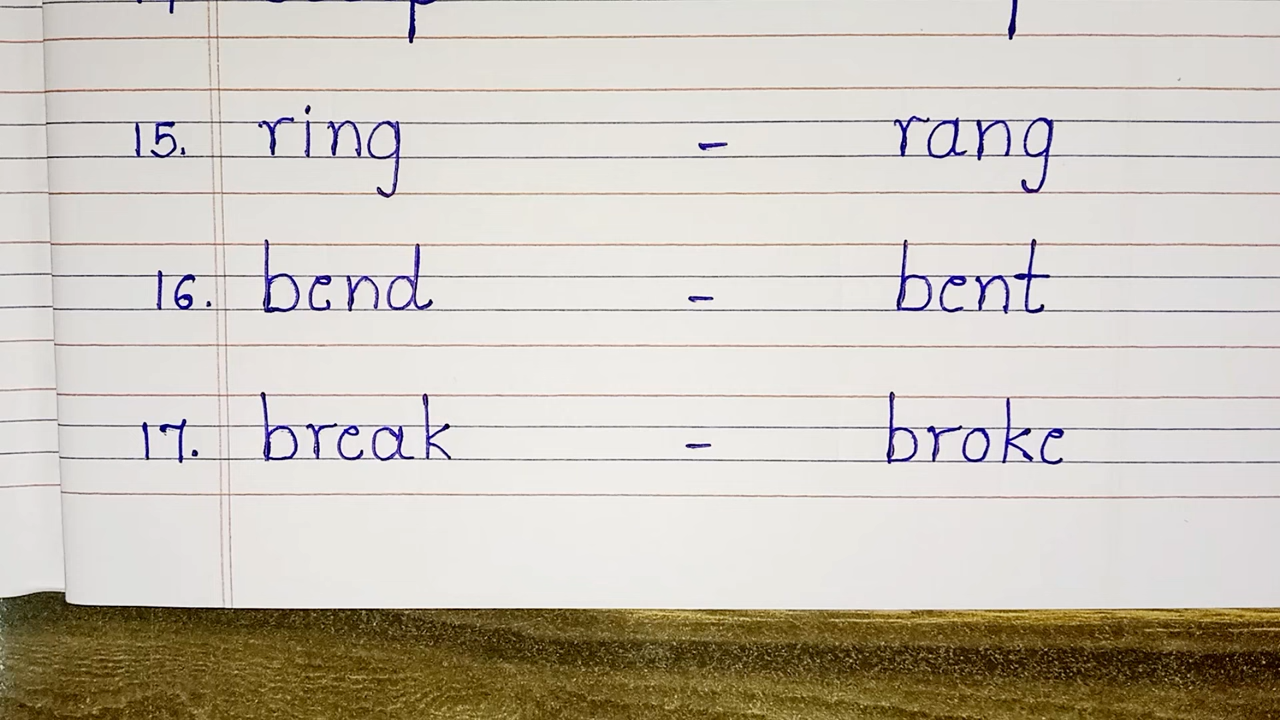 15. ring - rang
16. bend - bent
17. break - broke